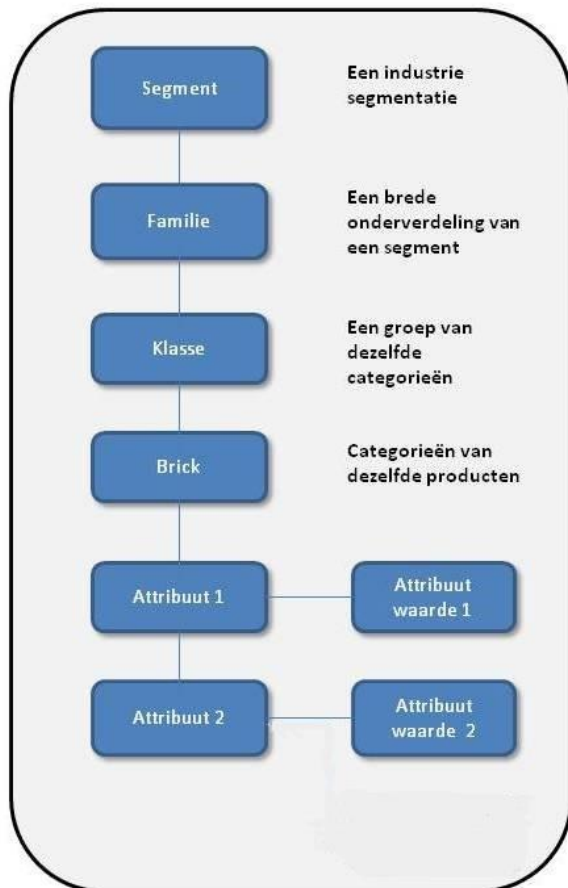 Segment
Een industrie
segmentatie
Familie
Een brede
onderverdeling van
een segment
Klasse
Een groep van
dezelfde
categorieën
Brick
Categorieën van
dezelfde producten
Attribuut 1
Attribuut
waarde 1
Attribuut 2
Attribuut
waarde 2